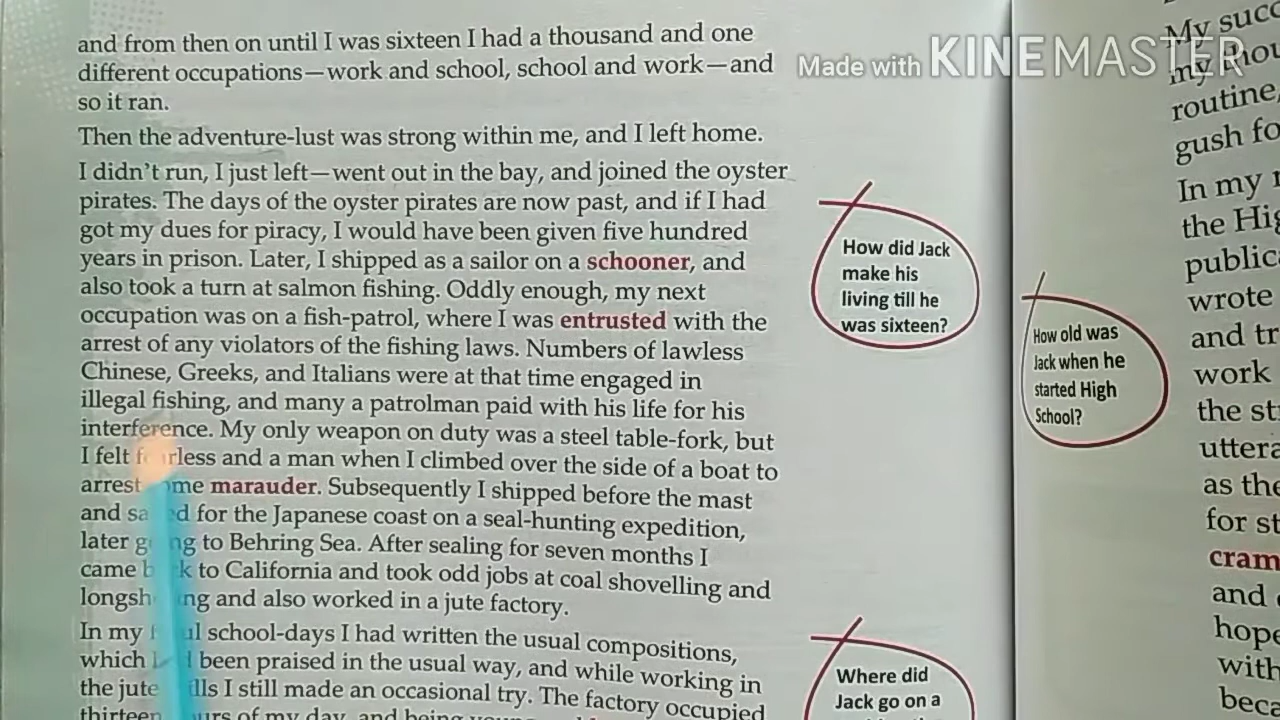 and from then on until I was sixteen I had a thousand and one
different occupations—work and school, school and work—and
so it ran.
Then the adventure-lust was strong within me, and I left home.
I didn't run, I just left—went out in the bay, and joined the oyster
pirates. The days of the oyster pirates are now past, and if I had
got my dues for piracy, I would have been given five hundred
years in prison. Later, I shipped as a sailor on a schooner, and
also took a turn at salmon fishing. Oddly enough, my next
occupation was on a fish-patrol, where I was entrusted with the
arrest of any violators of the fishing laws. Numbers of lawless
Chinese, Greeks, and Italians were at that time engaged in
illegal fishing, and many a patrolman paid with his life for his
interference. My only weapon on duty was a steel table-fork, but
I felt fearless and a man when I climbed over the side of a boat to
arrest some marauder. Subsequently I shipped before the mast
and sailed for the Japanese coast on a seal-hunting expedition,
later going to Behring Sea. After sealing for seven months I
came back to California and took odd jobs at coal shovelling and
and also worked in a jute factory.
In my school-days I had written the usual compositions,
which had been praised in the usual way, and while working in
the jute mills I still made an occasional try. The factory occupied
thirteen hours of my day, and being
How did Jack
make his
living till he
was sixteen?
Where did
Jack go on a
Made with KINEMASTER
How old was
Jack when he
started High
School?
My
my
routine,
gush
In my
the
wrote
and
work
the
as the
for
and
with